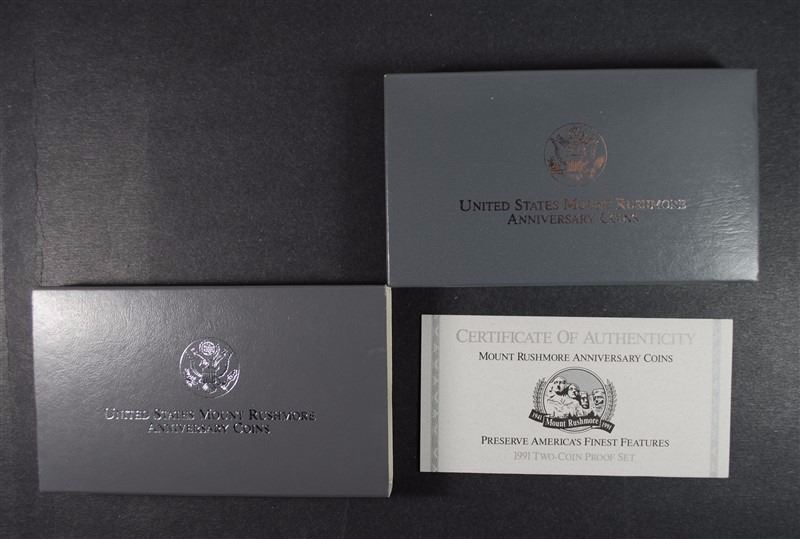 UNITED STATES MOUNT RUSHMORE
ANNIVERSARY COINS
UNITED STATES MOUNT RUSHMORE
ANNIVERSARY COINS
CERTIFICATE OF AUTHENTICITY
MOUNT RUSHMORE ANNIVERSARY COINS
1941 Mount Rushmore 1991
PRESERVE AMERICA'S FINEST FEATURES
1991 TWO-COIN PROOF SET